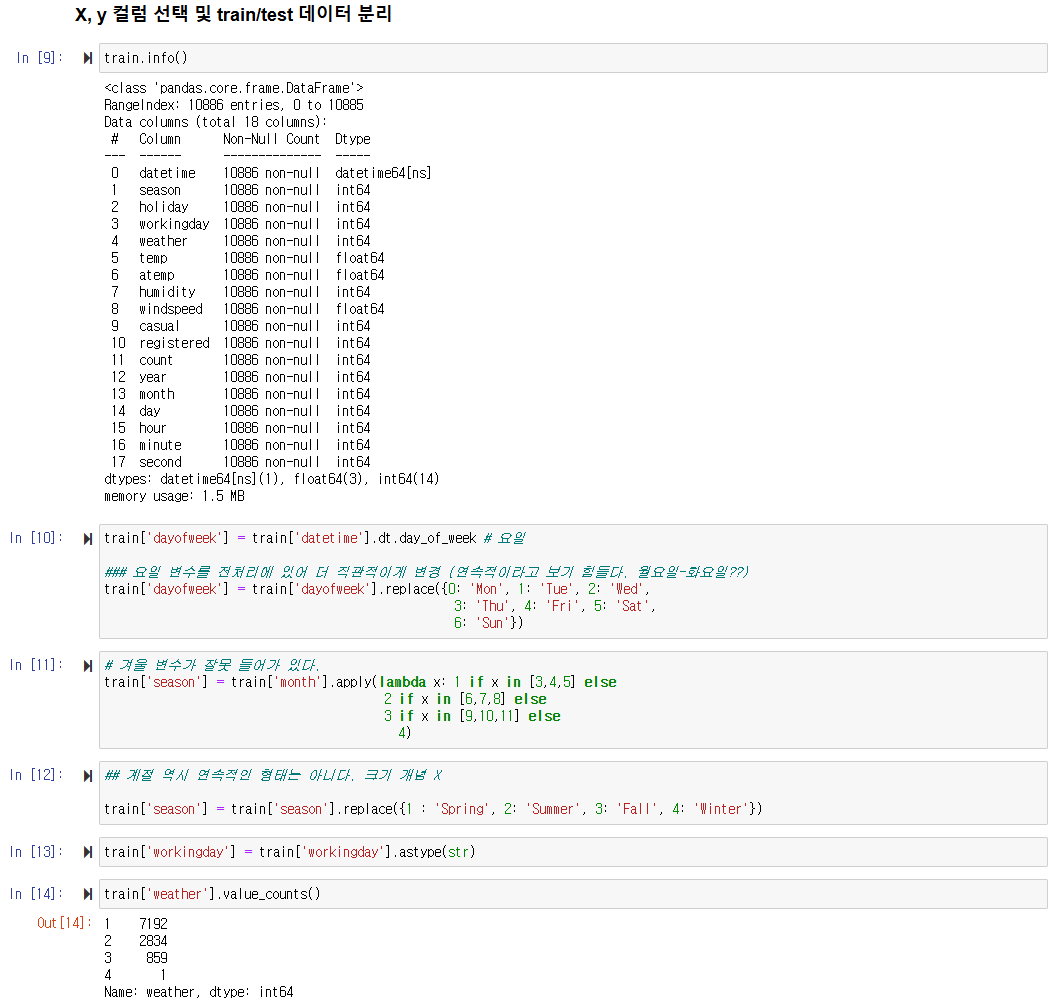 X, y 컬럼 선택 및 train/test 데이터 분리
In [9]: train.info()
<class 'pandas.core.frame.DataFrame'>
RangeIndex: 10886 entries, 0 to 10885
Data columns (total 18 columns):
 #   Column      Non-Null Count  Dtype
---  ------      --------------  -----
 0   datetime    10886 non-null  datetime64[ns]
 1   season      10886 non-null  int64
 2   holiday     10886 non-null  int64
 3   workingday  10886 non-null  int64
 4   weather     10886 non-null  int64
 5   temp        10886 non-null  float64
 6   atemp       10886 non-null  float64
 7   humidity    10886 non-null  int64
 8   windspeed   10886 non-null  float64
 9   casual      10886 non-null  int64
 10  registered  10886 non-null  int64
 11  count       10886 non-null  int64
 12  year        10886 non-null  int64
 13  month       10886 non-null  int64
 14  day         10886 non-null  int64
 15  hour        10886 non-null  int64
 16  minute      10886 non-null  int64
 17  second      10886 non-null  int64
dtypes: datetime64[ns](1), float64(3), int64(14)
memory usage: 1.5 MB
In [10]: train['dayofweek'] = train['datetime'].dt.day_of_week # 요일
### 요일 변수를 전처리에 있어 더 직관적이게 변경 (연속적이라고 보기 힘들다. 월요일-화요일??)
train['dayofweek'] = train['dayofweek'].replace({0: 'Mon', 1: 'Tue', 2: 'Wed',
3: 'Thu', 4: 'Fri', 5: 'Sat',
6: 'Sun'})
In [11]: # 겨울 변수가 잘못 들어가 있다.
train['season'] = train['month'].apply(lambda x: 1 if x in [3,4,5] else
2 if x in [6,7,8] else
3 if x in [9,10,11] else
4)
In [12]: ## 계절 역시 연속적인 형태는 아니다. 크기 개념 X
train['season'] = train['season'].replace({1 : 'Spring', 2: 'Summer', 3: 'Fall', 4: 'Winter'})
In [13]: train['workingday'] = train['workingday'].astype(str)
In [14]: train['weather'].value_counts()
Out[14]: 1    7192
2    2834
3     859
4       1
Name: weather, dtype: int64